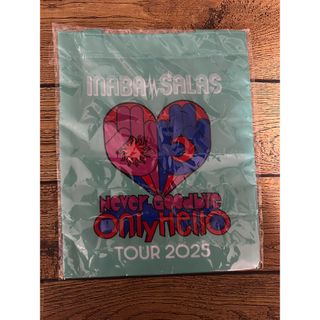 INABA SALAS
Never Goodbye
Only Hello
TOUR 2025